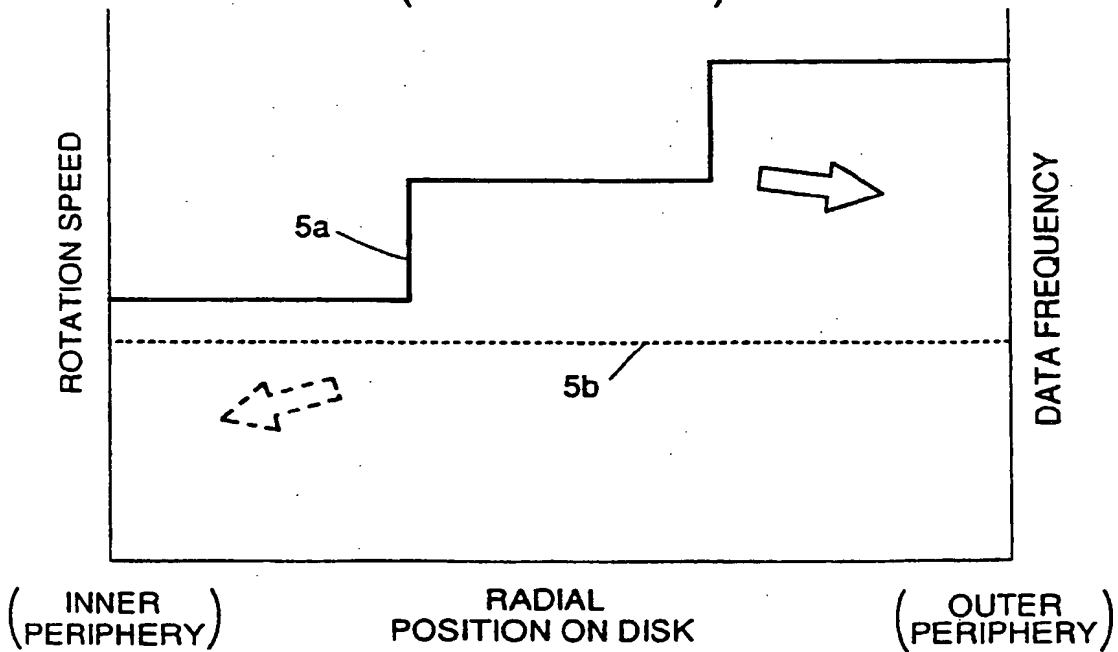 ROTATION SPEED
5a
5b
DATA FREQUENCY
(INNER
PERIPHERY)
RADIAL
POSITION ON DISK
(OUTER
PERIPHERY)